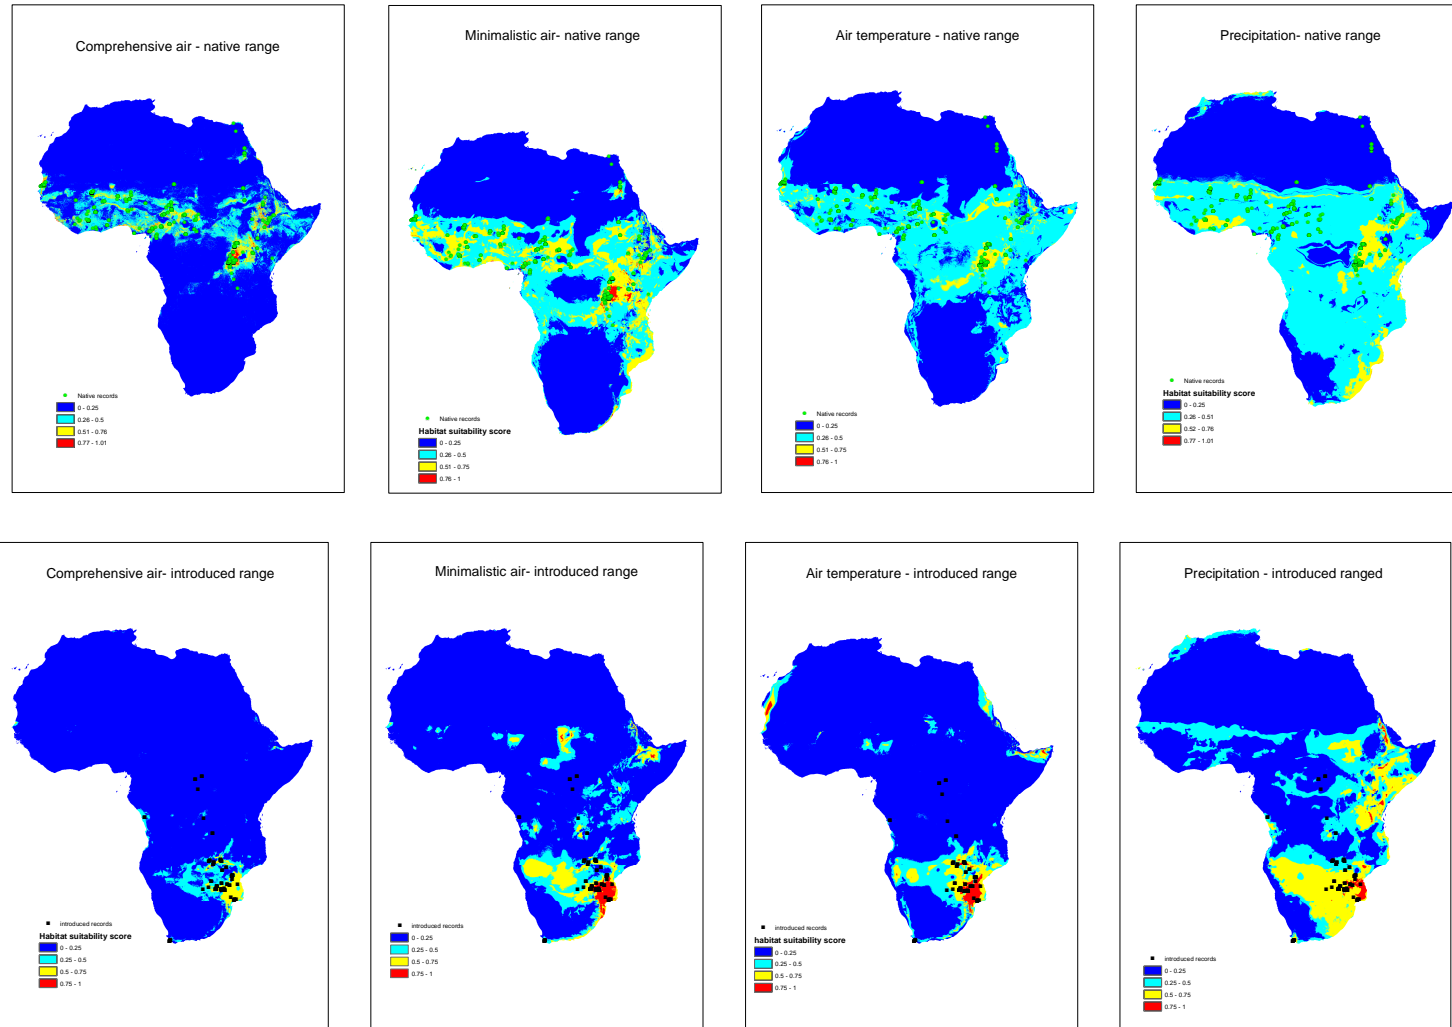 Comprehensive air - native range
Native records
0 - 0.25
0.26 - 0.5
0.51 - 0.76
0.77 - 1.01
Minimalistic air- native range
Native records
Habitat suitability score
0 - 0.25
0.26 - 0.5
0.51 - 0.75
0.76 - 1
Air temperature - native range
Native records
0 - 0.25
0.26 - 0.5
0.51 - 0.75
0.76 - 1
Precipitation- native range
Native records
Habitat suitability score
0 - 0.25
0.26 - 0.51
0.52 - 0.76
0.77 - 1.01
Comprehensive air- introduced range
introduced records
Habitat suitability score
0 - 0.25
0.25 - 0.5
0.5 - 0.75
0.75 - 1
Minimalistic air- introduced range
introduced records
0 - 0.25
0.25 - 0.5
0.5 - 0.75
0.75 - 1
Air temperature - introduced range
introduced records
habitat suitability score
0 - 0.25
0.25 - 0.5
0.5 - 0.75
0.75 - 1
Precipitation - introduced ranged
introduced records
0 - 0.25
0.25 - 0.5
0.5 - 0.75
0.75 - 1